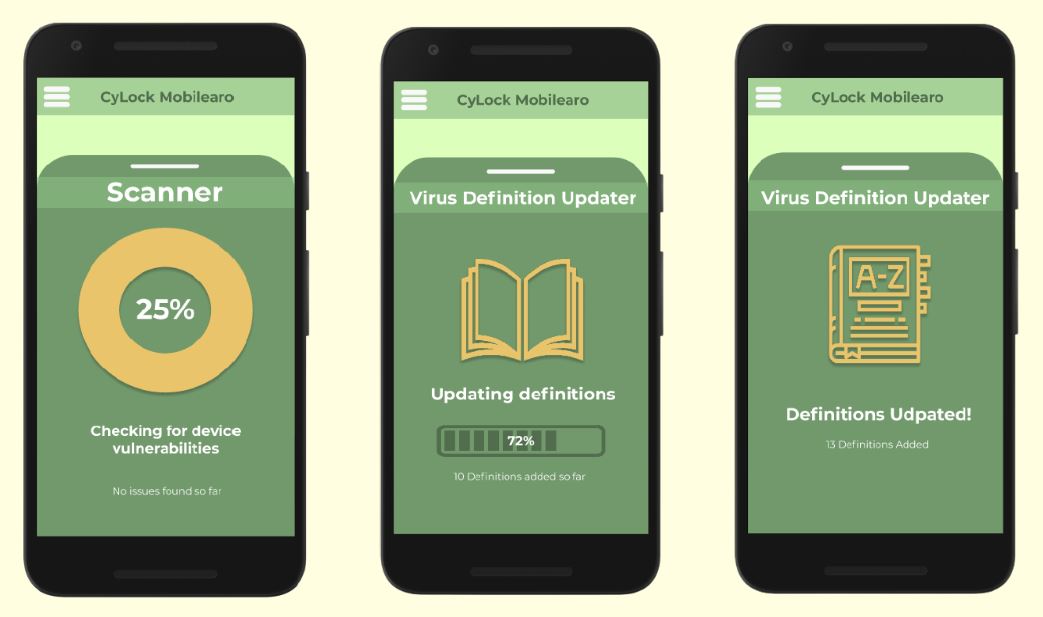 CyLock Mobilearo
Scanner
25%
Checking for device
vulnerabilities
No issues found so far
CyLock Mobilearo
Virus Definition Updater
Updating definitions
72%
10 Definitions added so far
CyLock Mobilearo
Virus Definition Updater
A-Z
Definitions Udpated!
13 Definitions Added